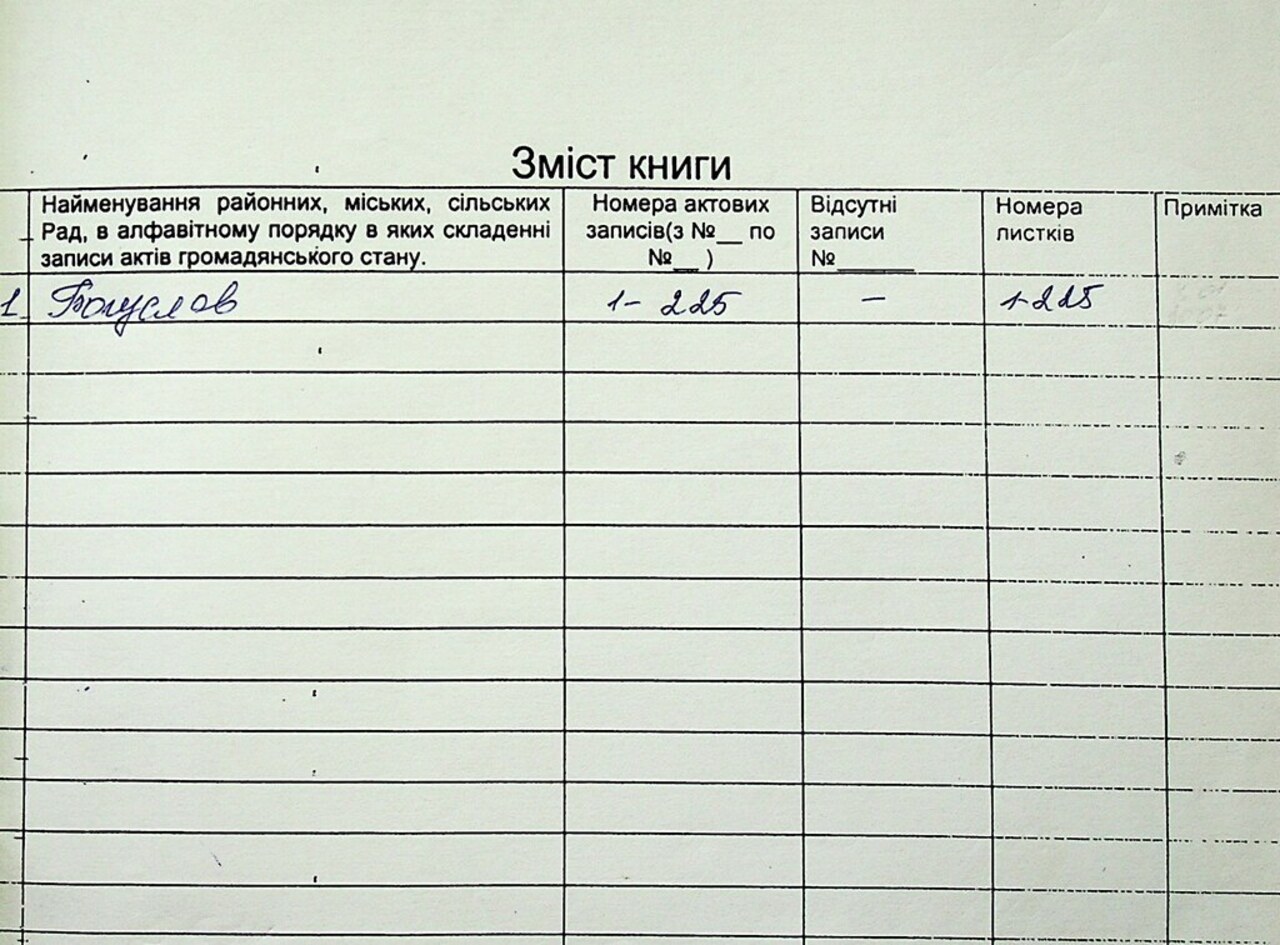 Зміст книги
Найменування районних, міських, сільських
Рад, в алфавітному порядку в яких складенні
записи актів громадянського стану.
Номера актових
записів(з №__ по
№__ )
Відсутні
записи
№______
Номера
листків
Примітка
1 Богуслав 1- 225 – 1-225